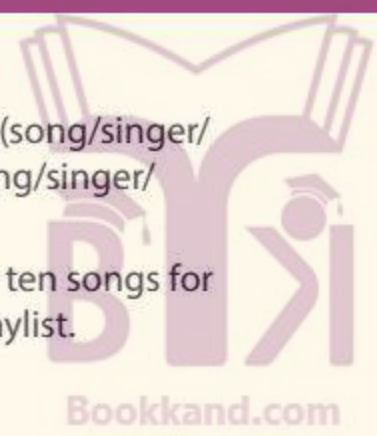 (song/singer/
ng/singer/
ten songs for
ylist.
Bookkand.com